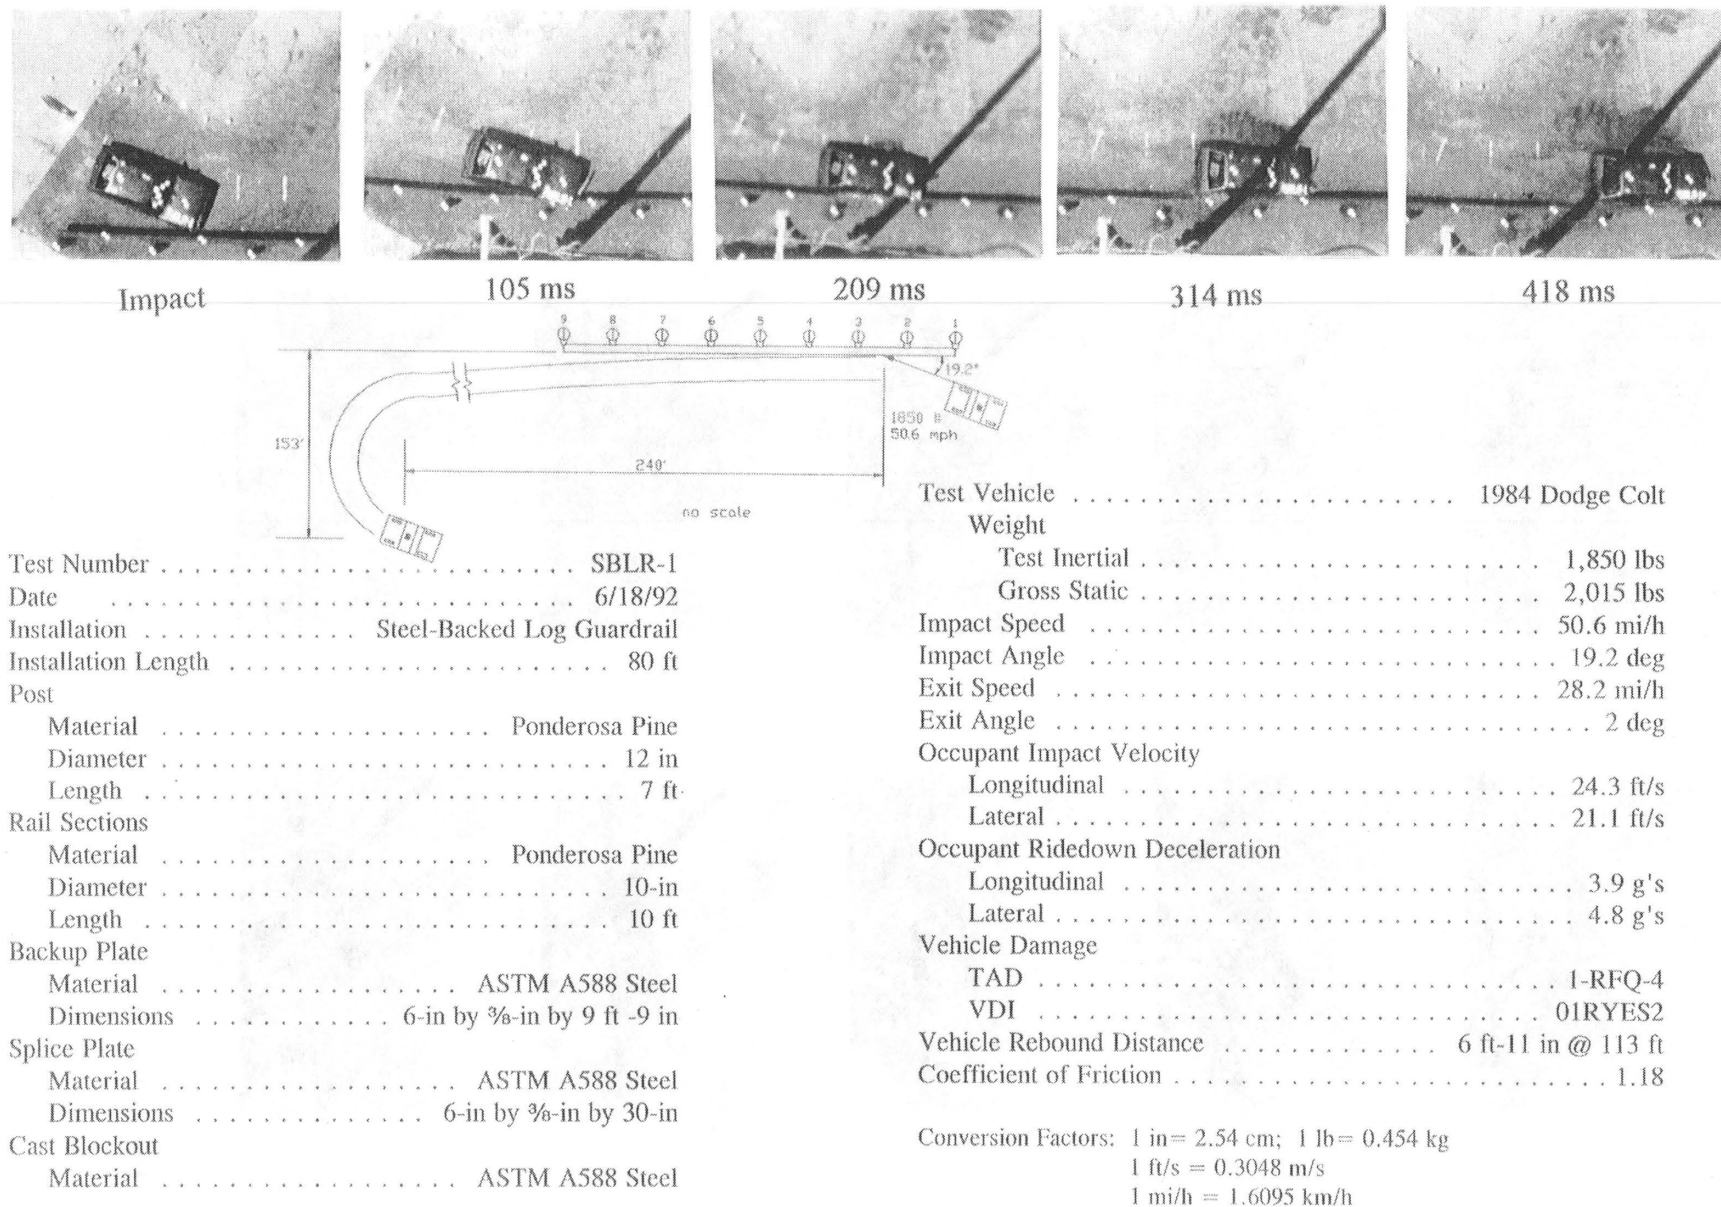 Impact
105 ms
209 ms
314 ms
418 ms
9 8 7 6 5 4 3 2 1
19.2°
1850 #
50.6 mph
153'
240'
no scale
Test Number SBLR-1
Date 6/18/92
Installation Steel-Backed Log Guardrail
Installation Length 80 ft
Post
Material Ponderosa Pine
Diameter 12 in
Length 7 ft
Rail Sections
Material Ponderosa Pine
Diameter 10-in
Length 10 ft
Backup Plate
Material ASTM A588 Steel
Dimensions 6-in by ⅜-in by 9 ft -9 in
Splice Plate
Material ASTM A588 Steel
Dimensions 6-in by ⅜-in by 30-in
Cast Blockout
Material ASTM A588 Steel
Test Vehicle 1984 Dodge Colt
Weight
Test Inertial 1,850 lbs
Gross Static 2,015 lbs
Impact Speed 50.6 mi/h
Impact Angle 19.2 deg
Exit Speed 28.2 mi/h
Exit Angle 2 deg
Occupant Impact Velocity
Longitudinal 24.3 ft/s
Lateral 21.1 ft/s
Occupant Ridedown Deceleration
Longitudinal 3.9 g's
Lateral 4.8 g's
Vehicle Damage
TAD 1-RFQ-4
VDI 01RYES2
Vehicle Rebound Distance 6 ft-11 in @ 113 ft
Coefficient of Friction 1.18
Conversion Factors: 1 in= 2.54 cm; 1 lb= 0.454 kg
1 ft/s = 0.3048 m/s
1 mi/h = 1.6095 km/h